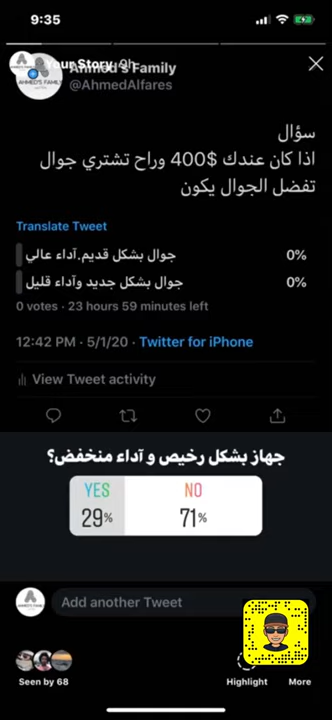 9:35
Your Story 9h
Ahmed's Family
@AhmedAlfares
سؤال
اذا كان عندك $400 وراح تشتري جوال
تفضل الجوال يكون
Translate Tweet
جوال بشكل قديم.آداء عالي 0%
جوال بشكل جديد وآداء قليل 0%
0 votes · 23 hours 59 minutes left
12:42 PM · 5/1/20 · Twitter for iPhone
View Tweet activity
جهاز بشكل رخيص و آداء منخفض؟
YES NO
29% 71%
Add another Tweet
Seen by 68
Highlight
More